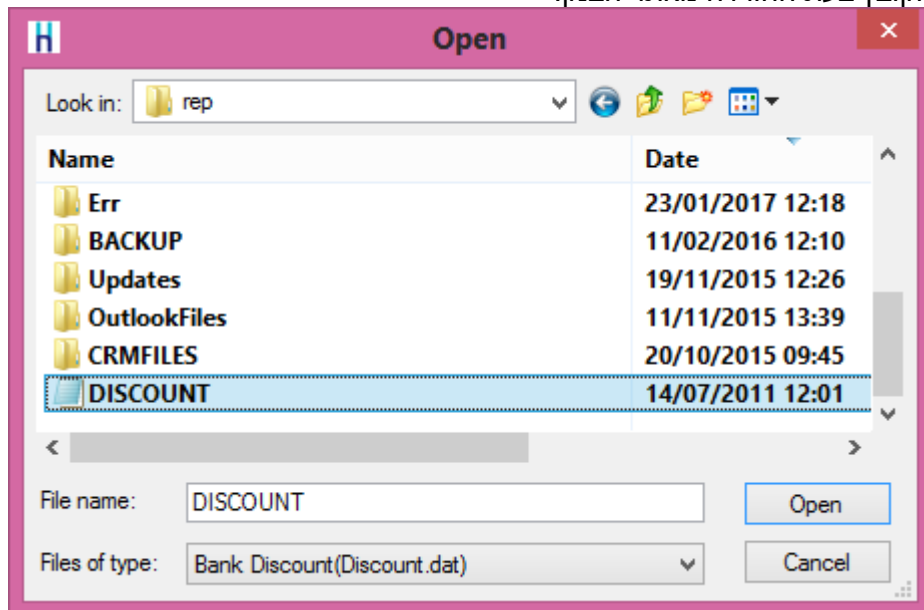 H Open
Look in: rep
Name Date
Err 23/01/2017 12:18
BACKUP 11/02/2016 12:10
Updates 19/11/2015 12:26
OutlookFiles 11/11/2015 13:39
CRMFILES 20/10/2015 09:45
DISCOUNT 14/07/2011 12:01
File name: DISCOUNT Open
Files of type: Bank Discount(Discount.dat) Cancel